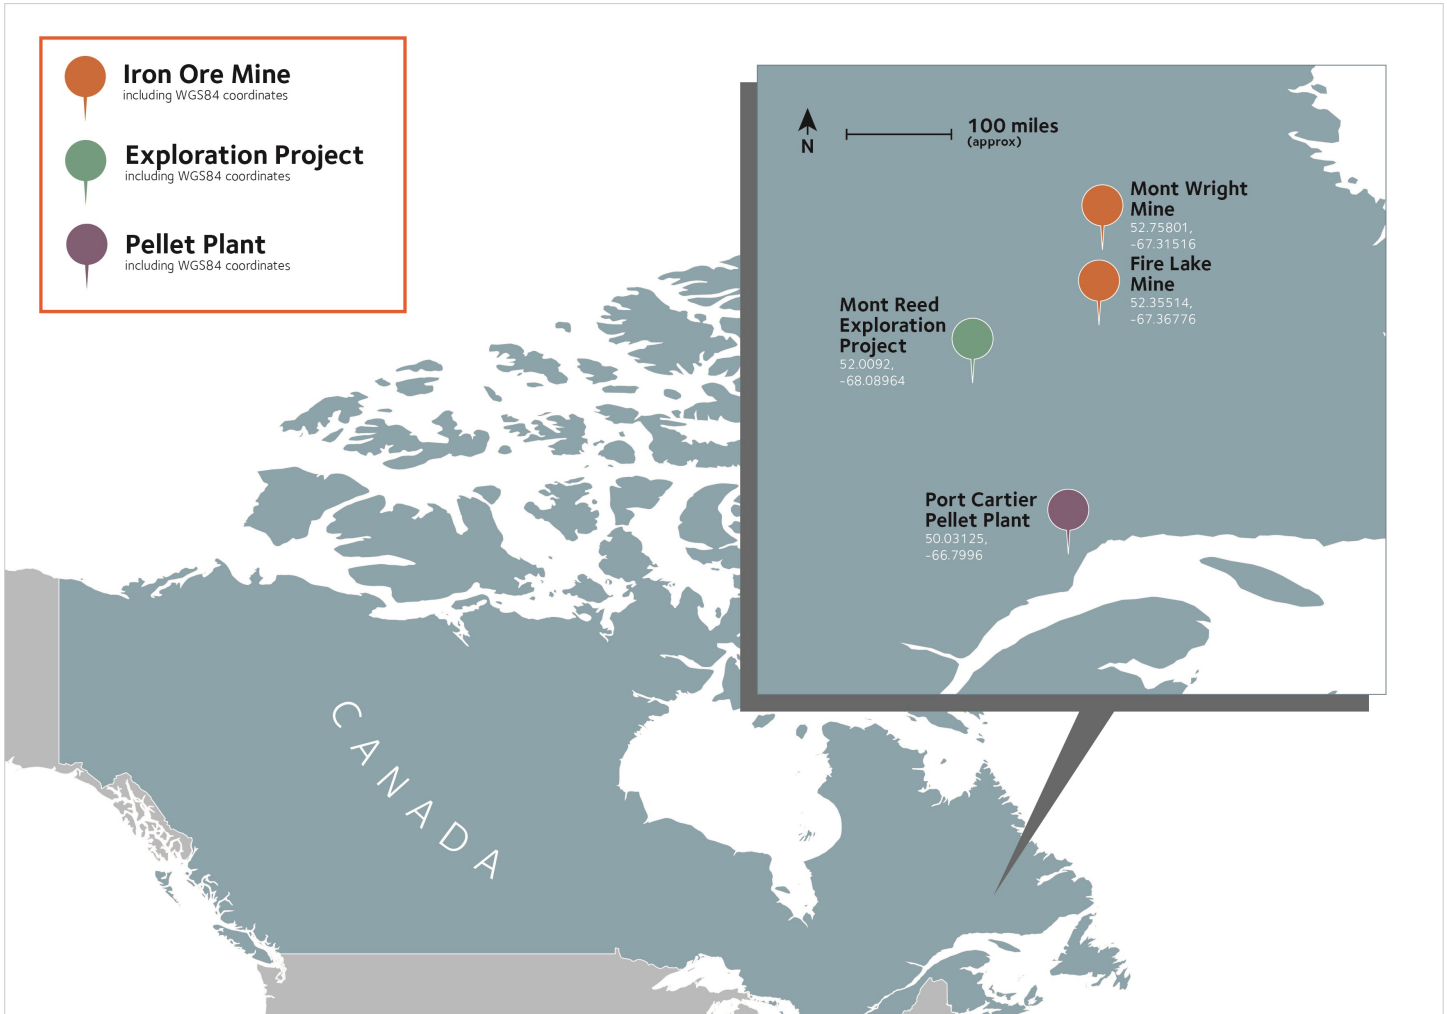 Iron Ore Mine
including WGS84 coordinates
Exploration Project
including WGS84 coordinates
Pellet Plant
including WGS84 coordinates
N
100 miles
(approx)
Mont Wright
Mine
52.75801,
-67.31516
Fire Lake
Mine
52.35514,
-67.36776
Mont Reed
Exploration
Project
52.0092,
-68.08964
Port Cartier
Pellet Plant
50.03125,
-66.7996
CANADA